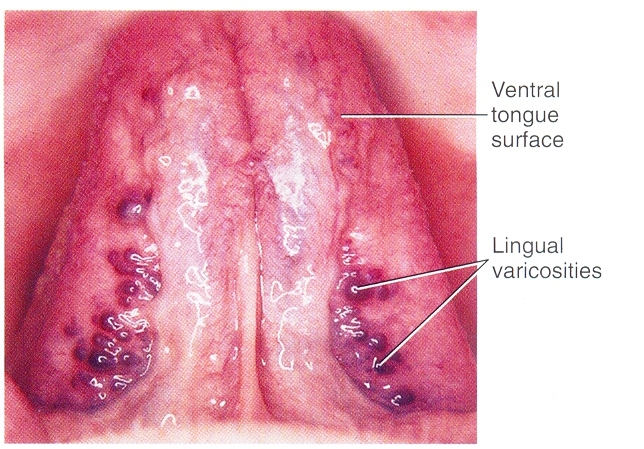 Ventral
tongue
surface
Lingual
varicosities